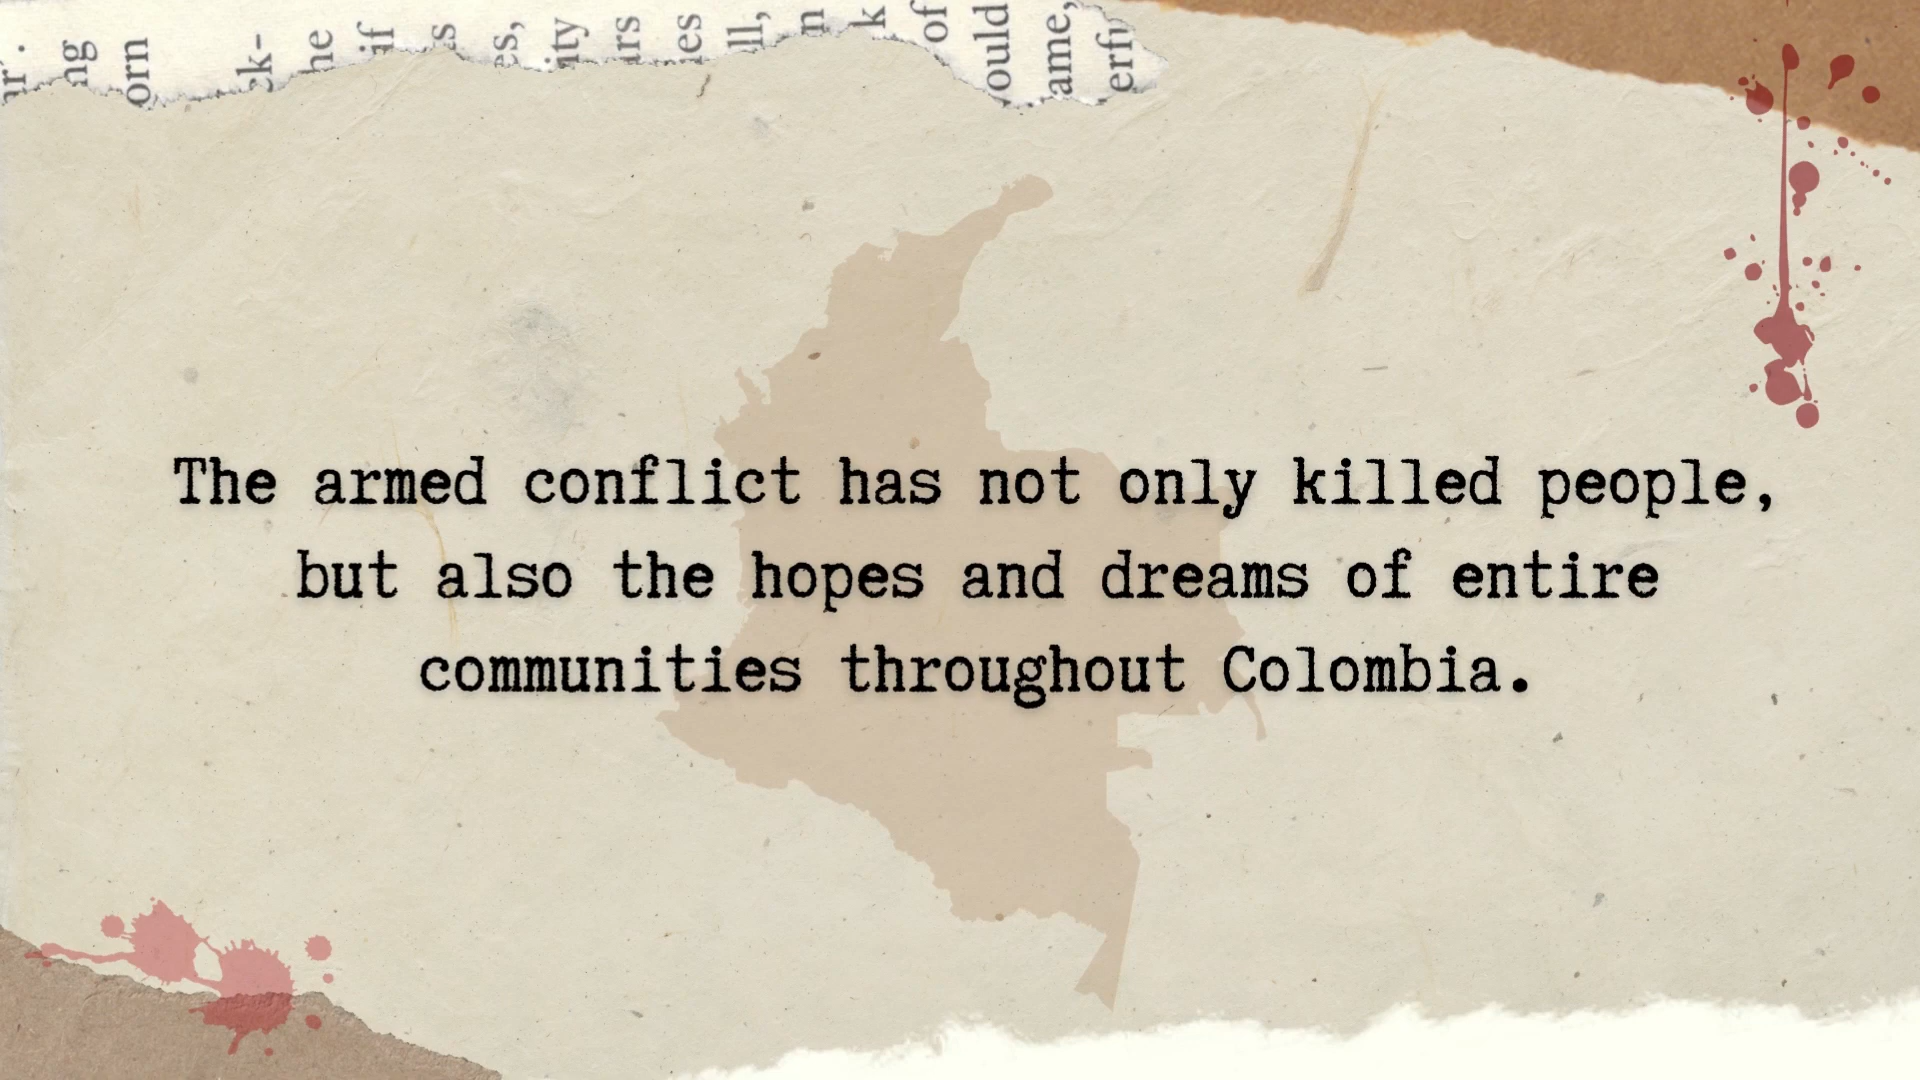 The armed conflict has not only killed people,
but also the hopes and dreams of entire
communities throughout Colombia.
of